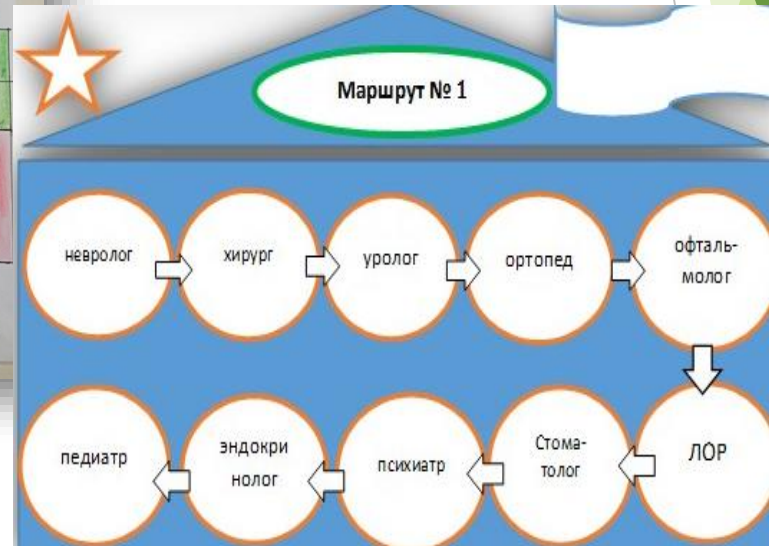 Маршрут № 1
невролог
хирург
уролог
ортопед
офталь-
молог
ЛОР
Стома-
толог
психиатр
эндокри
нолог
педиатр